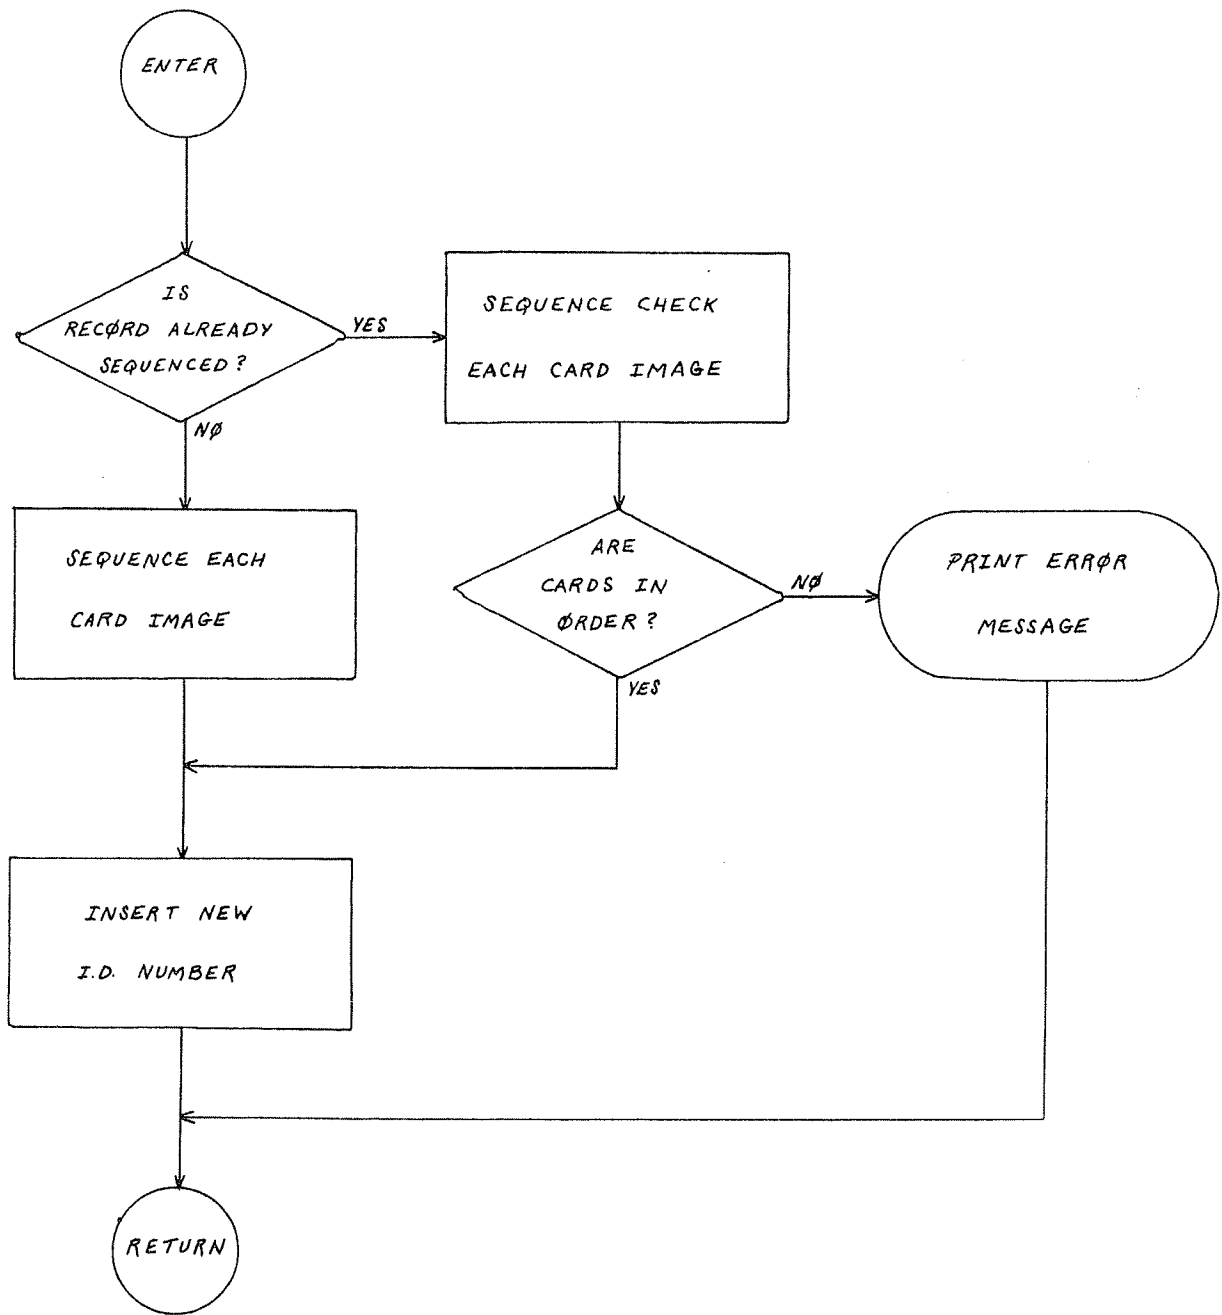 ENTER
IS
RECØRD ALREADY
SEQUENCED?
YES
NØ
SEQUENCE CHECK
EACH CARD IMAGE
SEQUENCE EACH
CARD IMAGE
ARE
CARDS IN
ØRDER?
NØ
YES
PRINT ERRØR
MESSAGE
INSERT NEW
I.D. NUMBER
RETURN